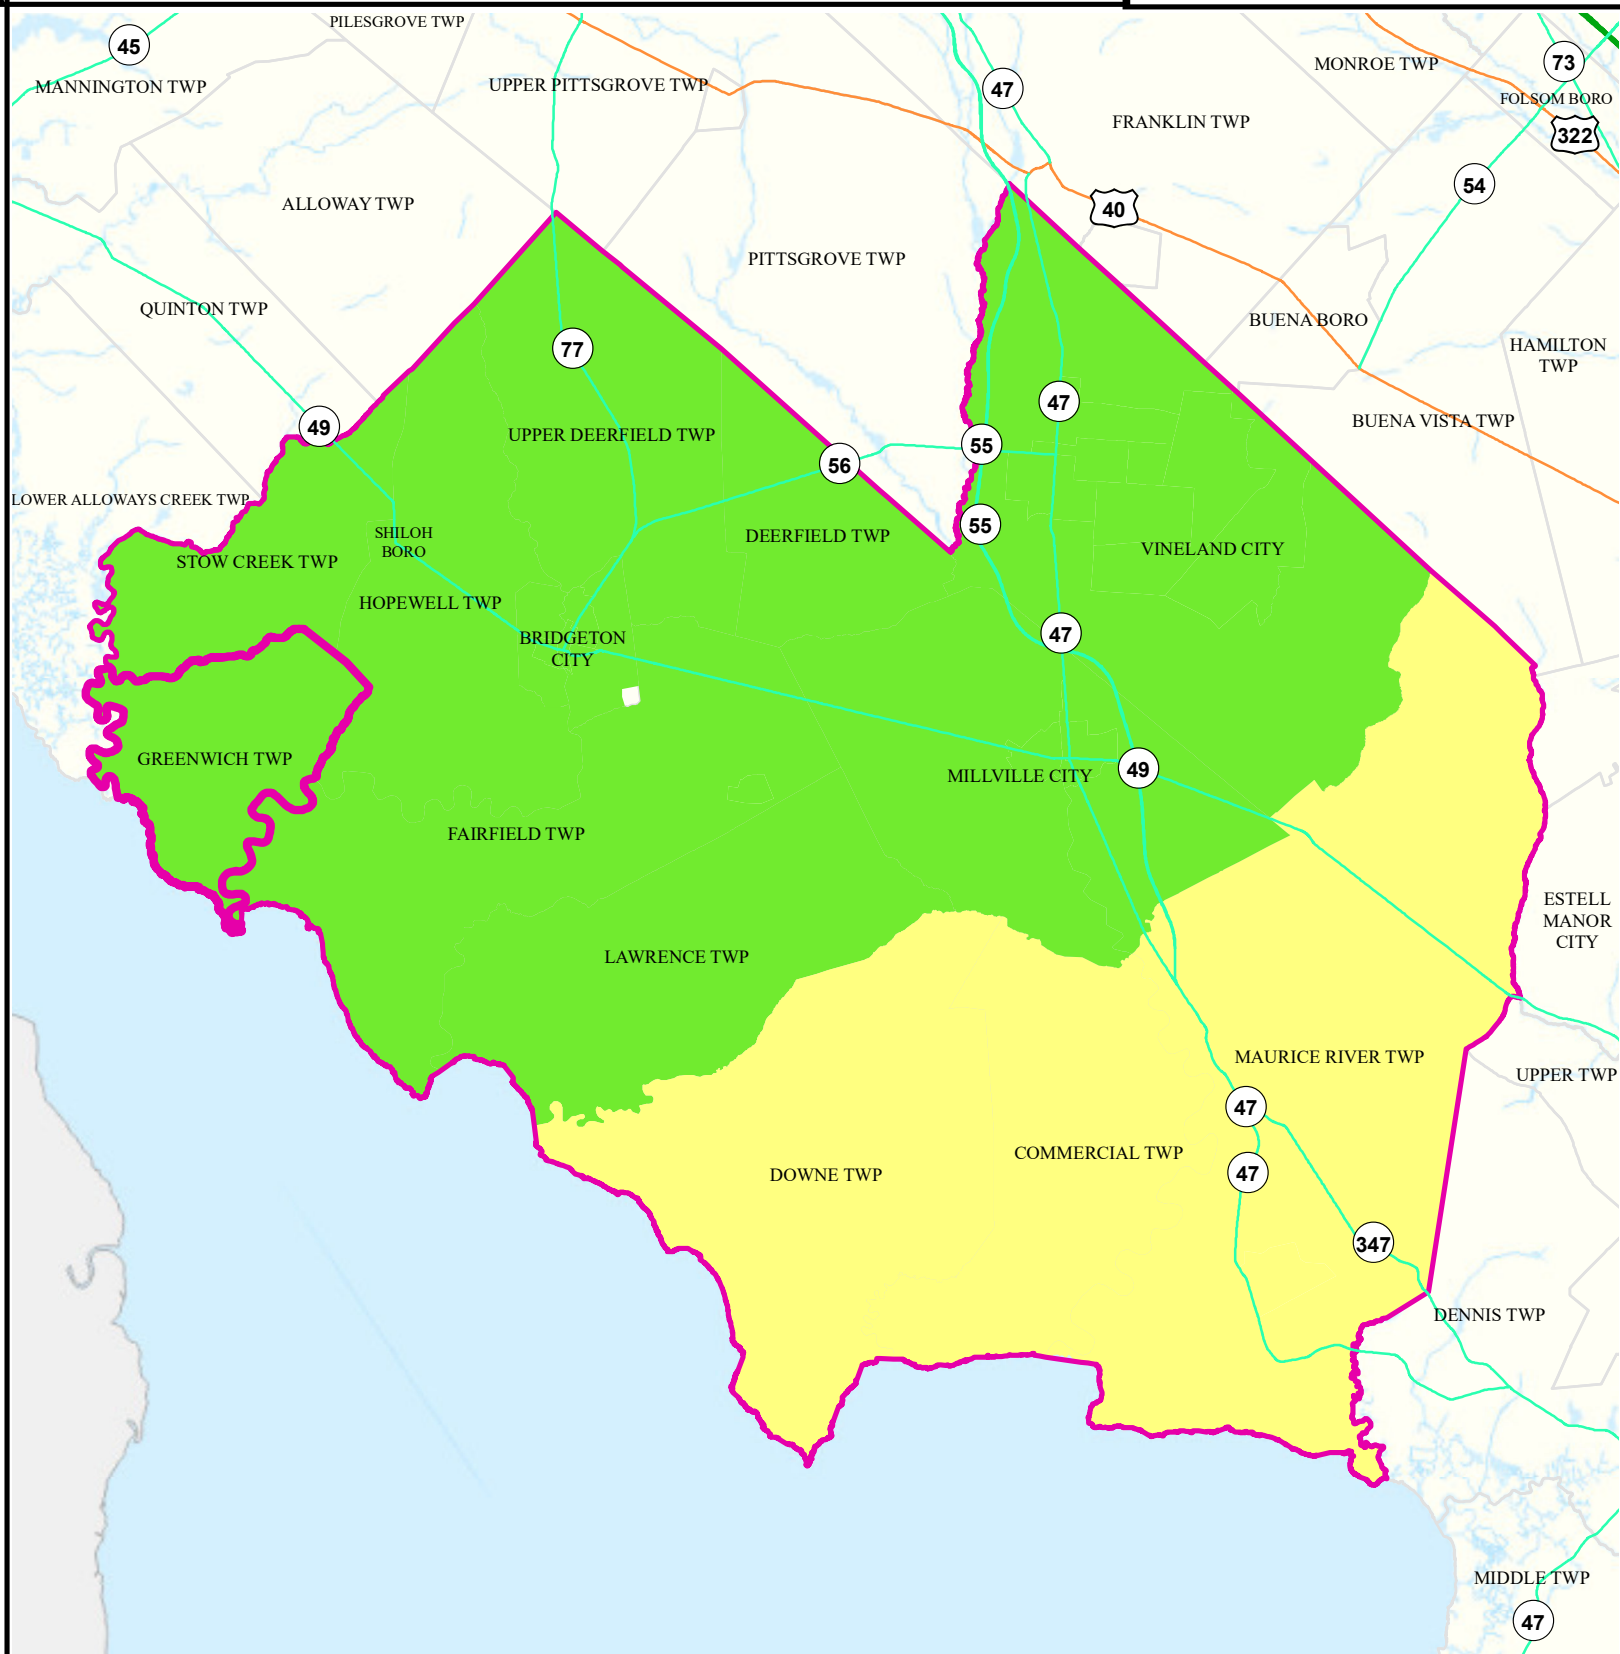 PILESGROVE TWP
45
MANNINGTON TWP
UPPER PITTSGROVE TWP
47
MONROE TWP
73
FOLSOM BORO
322
FRANKLIN TWP
54
40
ALLOWAY TWP
PITTSGROVE TWP
QUINTON TWP
BUENA BORO
HAMILTON
TWP
77
47
BUENA VISTA TWP
49
UPPER DEERFIELD TWP
55
56
LOWER ALLOWAYS CREEK TWP
55
SHILOH
BORO
DEERFIELD TWP
VINELAND CITY
STOW CREEK TWP
HOPEWELL TWP
BRIDGETON
CITY
47
GREENWICH TWP
MILLVILLE CITY
49
FAIRFIELD TWP
ESTELL
MANOR
CITY
LAWRENCE TWP
MAURICE RIVER TWP
UPPER TWP
47
COMMERCIAL TWP
DOWNE TWP
47
347
DENNIS TWP
MIDDLE TWP
47